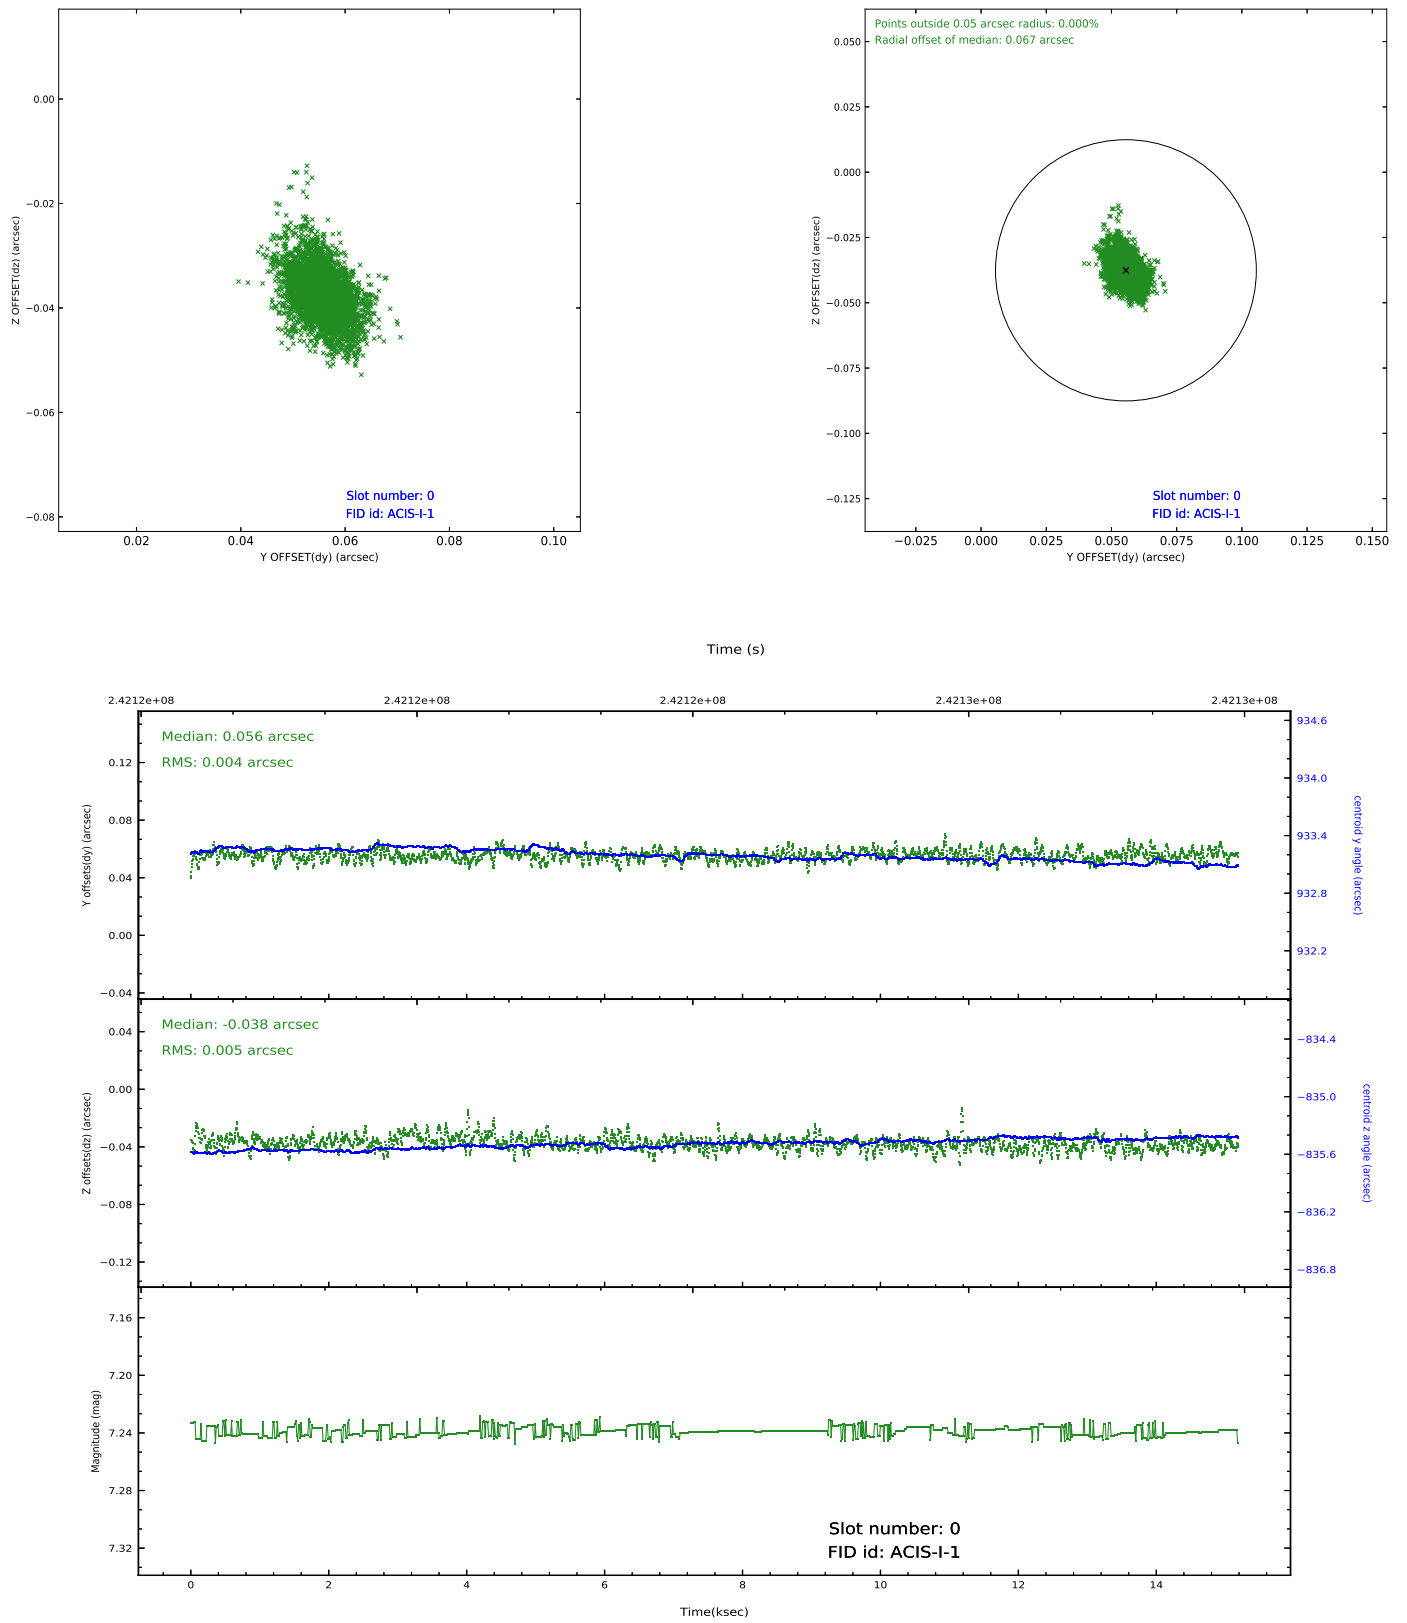 Points outside 0.05 arcsec radius: 0.000%
Radial offset of median: 0.067 arcsec
0.00
−0.02
−0.04
−0.06
−0.08
Z OFFSET(dz) (arcsec)
Slot number: 0
FID id: ACIS-I-1
0.02 0.04 0.06 0.08 0.10
Y OFFSET(dy) (arcsec)
0.050
0.025
0.000
−0.025
−0.050
−0.075
−0.100
−0.125
Z OFFSET(dz) (arcsec)
Slot number: 0
FID id: ACIS-I-1
−0.025 0.000 0.025 0.050 0.075 0.100 0.125 0.150
Y OFFSET(dy) (arcsec)
Time (s)
2.4212e+08 2.4212e+08 2.4212e+08 2.4213e+08 2.4213e+08
Median: 0.056 arcsec
RMS: 0.004 arcsec
0.12
0.08
0.04
0.00
−0.04
Y offsets(dy) (arcsec)
934.6
934.0
933.4
932.8
932.2
centroid y angle (arcsec)
Median: -0.038 arcsec
RMS: 0.005 arcsec
0.04
0.00
−0.04
−0.08
−0.12
Z offsets(dz) (arcsec)
−834.4
−835.0
−835.6
−836.2
−836.8
centroid z angle (arcsec)
7.16
7.20
7.24
7.28
7.32
Magnitude (mag)
Slot number: 0
FID id: ACIS-I-1
0 2 4 6 8 10 12 14
Time(ksec)